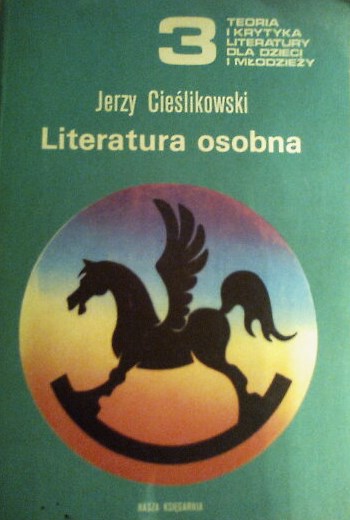 3
TEORIA
I KRYTYKA
LITERATURY
DLA DZIECI
I MŁODZIEŻY
Jerzy Cieślikowski
Literatura osobna
NASZA KSIĘGARNIA